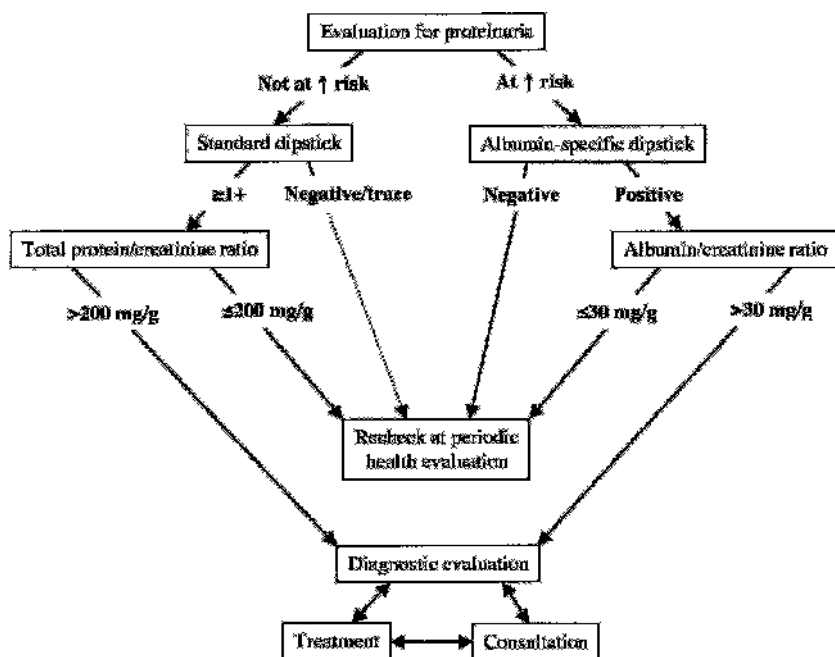 Evaluation for proteinuria
Not at ↑ risk
At ↑ risk
Standard dipstick
Albumin-specific dipstick
≥1+
Negative/trace
Negative
Positive
Total protein/creatinine ratio
Albumin/creatinine ratio
>200 mg/g
≤200 mg/g
≤30 mg/g
>30 mg/g
Recheck at periodic
health evaluation
Diagnostic evaluation
Treatment
Consultation